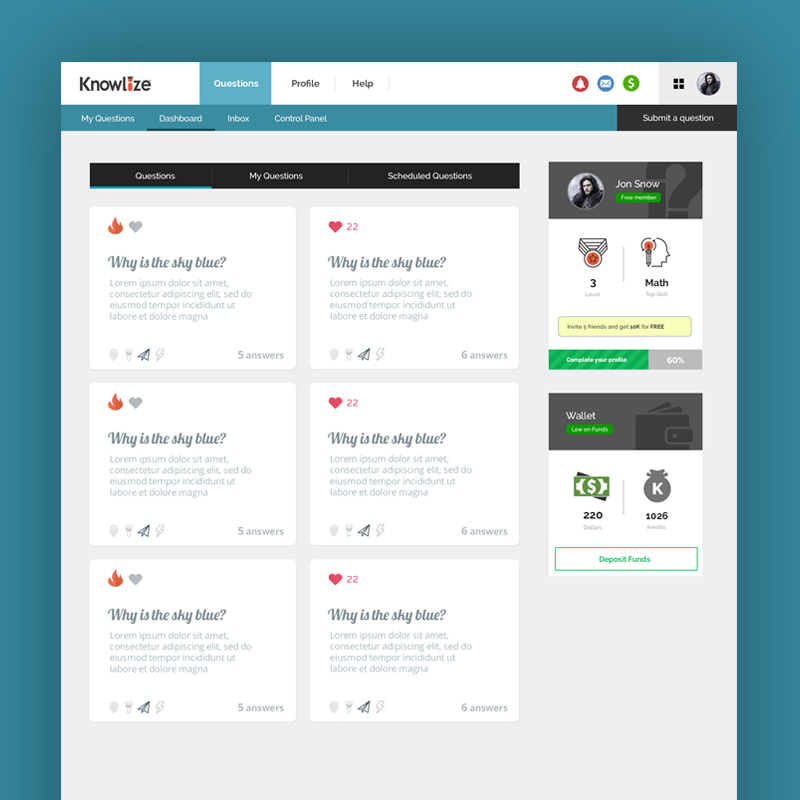 Knowlize
Questions
Profile
Help
$
My Questions
Dashboard
Inbox
Control Panel
Submit a question
Questions
My Questions
Scheduled Questions
Why is the sky blue?
Lorem ipsum dolor sit amet,
consectetur adipiscing elit, sed do
eiusmod tempor incididunt ut
labore et dolore magna
5 answers
22
Why is the sky blue?
Lorem ipsum dolor sit amet,
consectetur adipiscing elit, sed do
eiusmod tempor incididunt ut
labore et dolore magna
6 answers
Why is the sky blue?
Lorem ipsum dolor sit amet,
consectetur adipiscing elit, sed do
eiusmod tempor incididunt ut
labore et dolore magna
5 answers
22
Why is the sky blue?
Lorem ipsum dolor sit amet,
consectetur adipiscing elit, sed do
eiusmod tempor incididunt ut
labore et dolore magna
6 answers
Why is the sky blue?
Lorem ipsum dolor sit amet,
consectetur adipiscing elit, sed do
eiusmod tempor incididunt ut
labore et dolore magna
5 answers
22
Why is the sky blue?
Lorem ipsum dolor sit amet,
consectetur adipiscing elit, sed do
eiusmod tempor incididunt ut
labore et dolore magna
6 answers
?
Jon Snow
Free member
3
Level
Math
Top Skill
Invite 5 friends and get 10K for FREE
Complete your profile
60%
Wallet
Low on Funds
$
K
220
Dollars
1026
Kredits
Deposit Funds